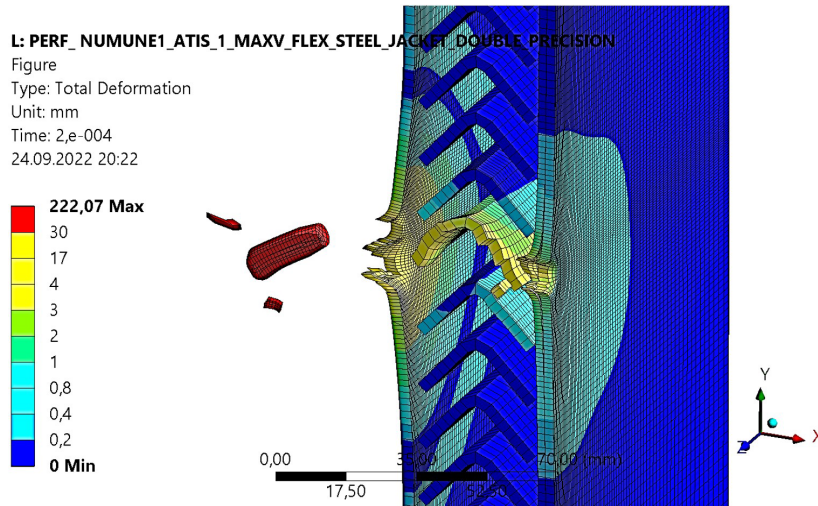 L: PERF_ NUMUNE1_ATIS_1_MAXV_FLEX_STEEL_JACKET_DOUBLE_PRECISION
Figure
Type: Total Deformation
Unit: mm
Time: 2,e-004
24.09.2022 20:22
222,07 Max
30
17
4
3
2
1
0,8
0,4
0,2
0 Min
0,00 35,00 70,00 (mm)
17,50 52,50
Y
X
Z